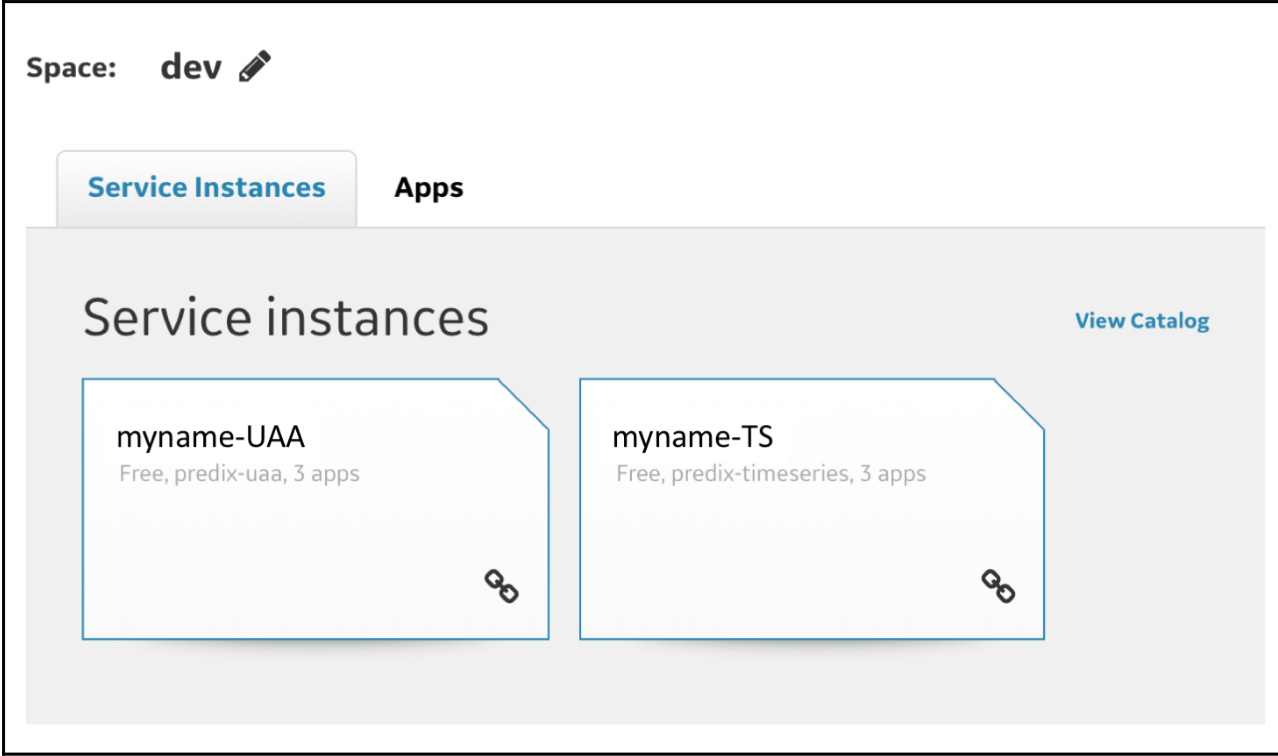 Space: dev
Service Instances Apps
Service instances
View Catalog
myname-UAA
Free, predix-uaa, 3 apps
myname-TS
Free, predix-timeseries, 3 apps